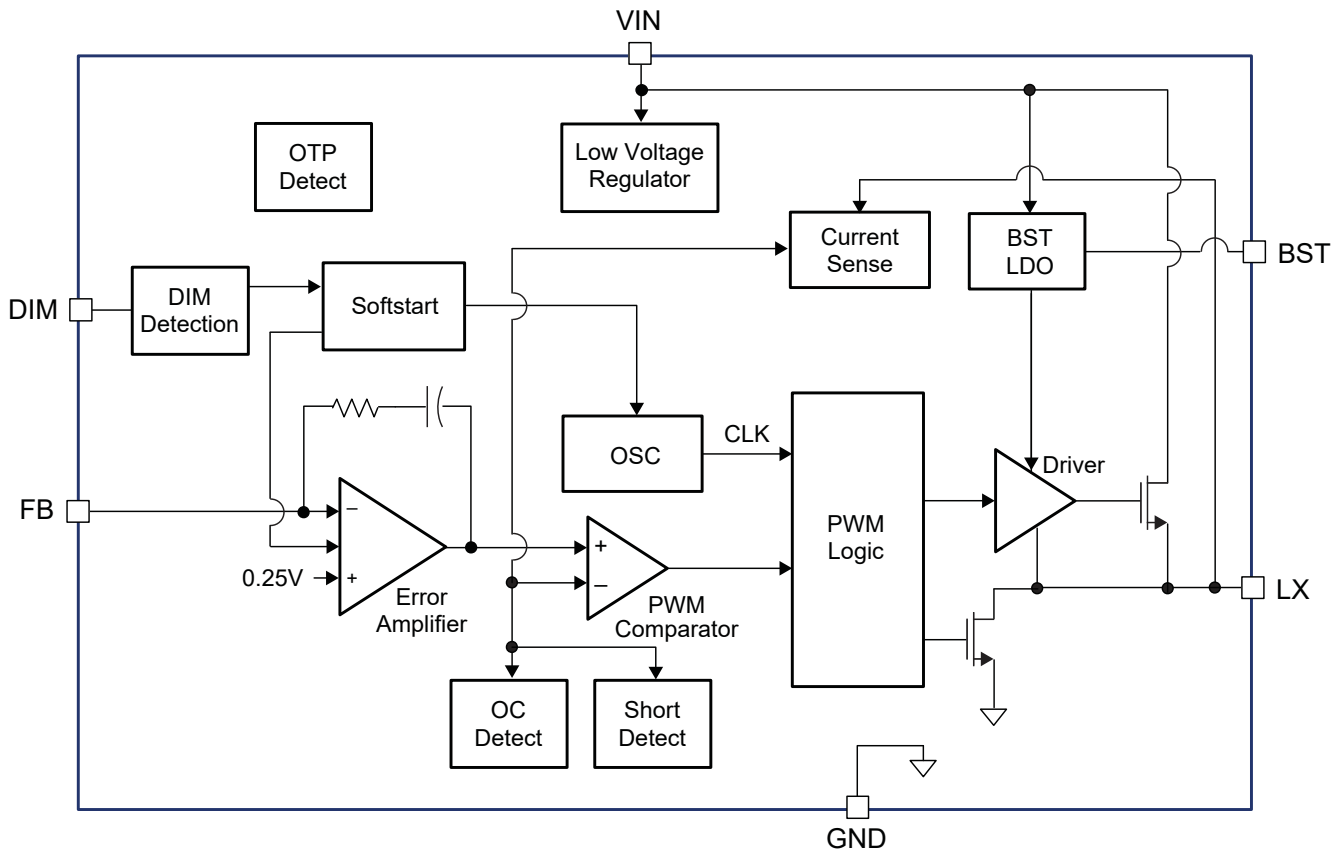 VIN
OTP
Detect
Low Voltage
Regulator
Current
Sense
BST
LDO
BST
DIM
DIM
Detection
Softstart
OSC
CLK
Driver
FB
−
+
0.25V
Error
Amplifier
+
−
PWM
Comparator
PWM
Logic
LX
OC
Detect
Short
Detect
GND